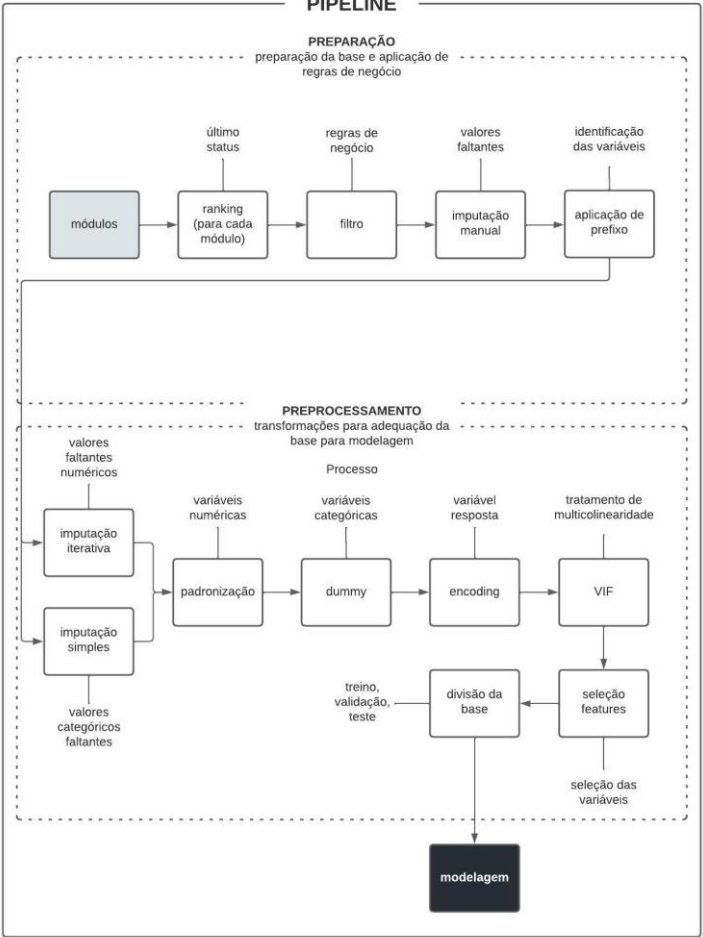 PIPELINE
PREPARAÇÃO
preparação da base e aplicação de
regras de negócio
último
status
regras de
negócio
valores
faltantes
identificação
das variáveis
módulos
ranking
(para cada
módulo)
filtro
imputação
manual
aplicação de
prefixo
PREPROCESSAMENTO
transformações para adequação da
base para modelagem
Processo
valores
faltantes
numéricos
variáveis
numéricas
variáveis
categóricas
variável
resposta
tratamento de
multicolinearidade
imputação
iterativa
padronização
dummy
encoding
VIF
imputação
simples
valores
categóricos
faltantes
treino,
validação,
teste
divisão da
base
seleção
features
seleção das
variáveis
modelagem